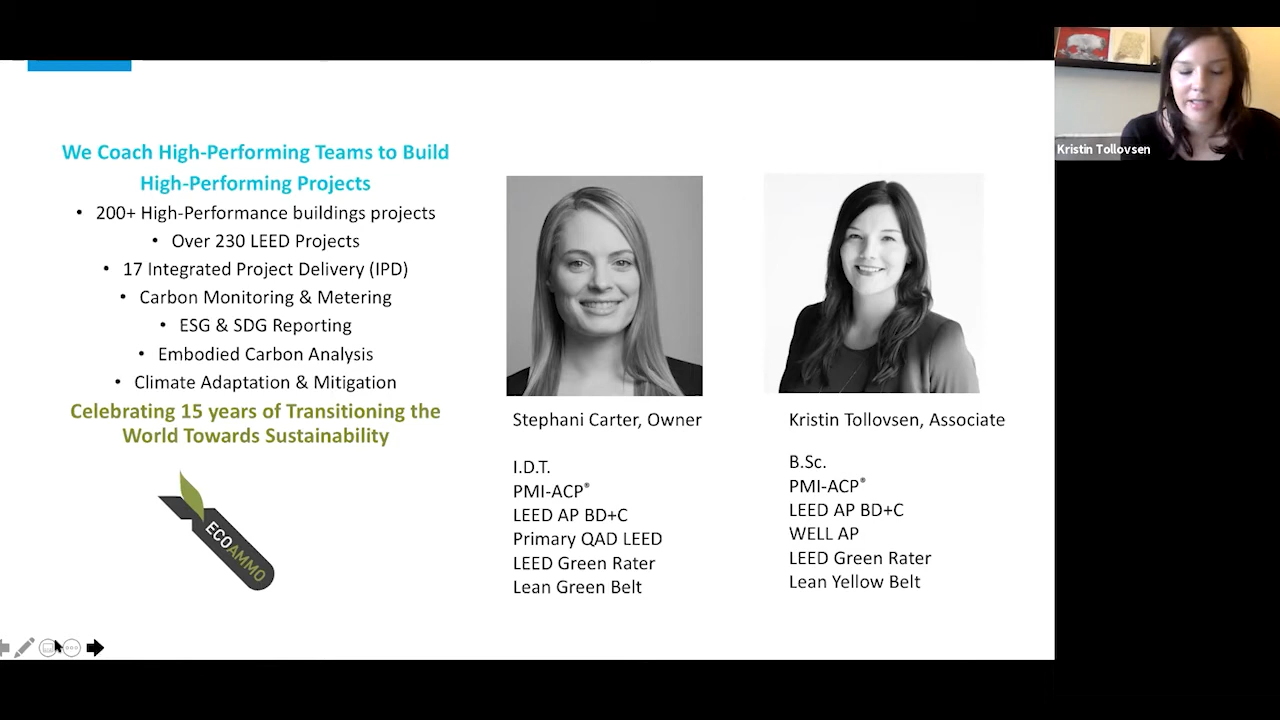 We Coach High-Performing Teams to Build
High-Performing Projects
• 200+ High-Performance buildings projects
• Over 230 LEED Projects
• 17 Integrated Project Delivery (IPD)
• Carbon Monitoring & Metering
• ESG & SDG Reporting
• Embodied Carbon Analysis
• Climate Adaptation & Mitigation
Celebrating 15 years of Transitioning the
World Towards Sustainability
ECOAMMO
Stephani Carter, Owner
I.D.T.
PMI-ACP®
LEED AP BD+C
Primary QAD LEED
LEED Green Rater
Lean Green Belt
Kristin Tollovsen, Associate
B.Sc.
PMI-ACP®
LEED AP BD+C
WELL AP
LEED Green Rater
Lean Yellow Belt
Kristin Tollovsen